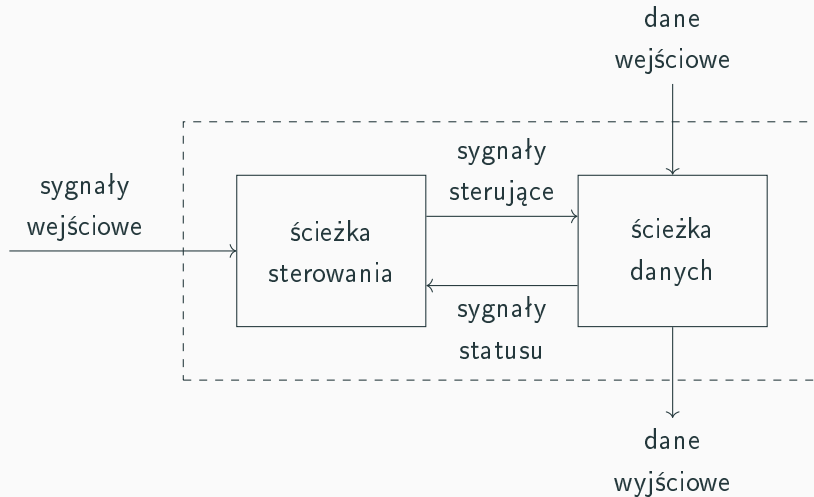 dane
wejściowe
sygnały
wejściowe
ścieżka
sterowania
sygnały
sterujące
sygnały
statusu
ścieżka
danych
dane
wyjściowe